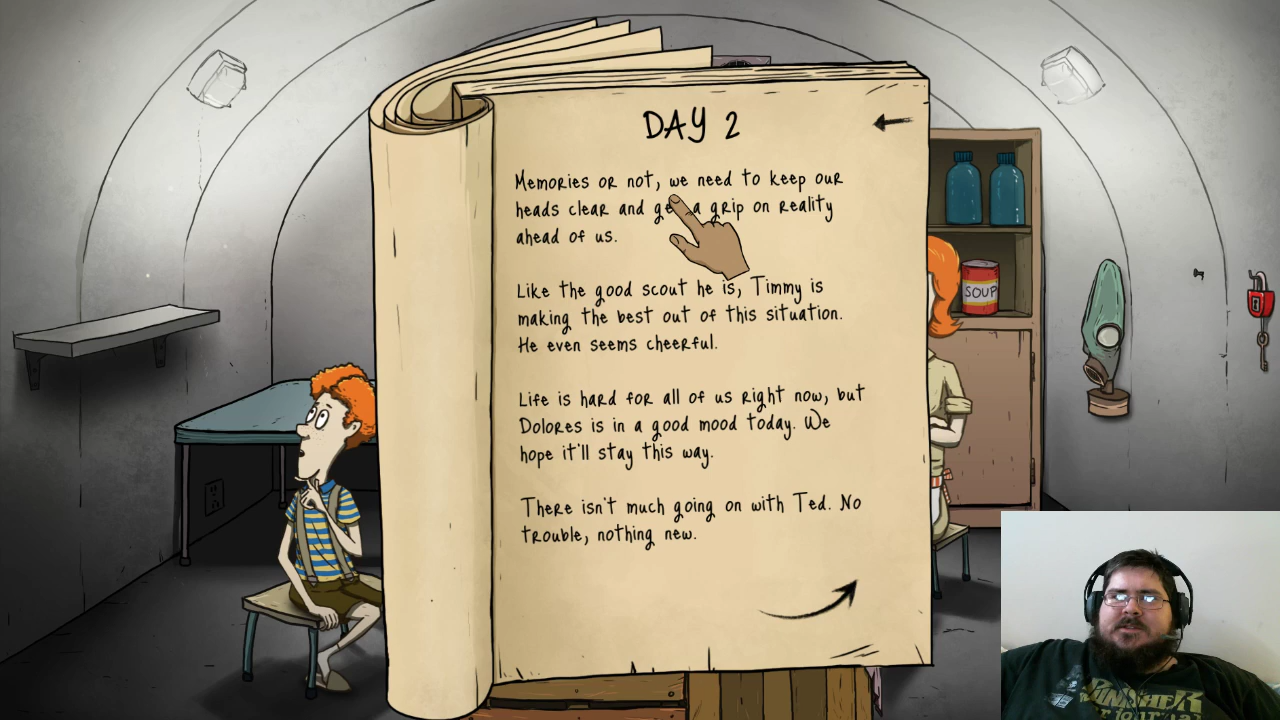 DAY 2
Memories or not, we need to keep our
heads clear and get a grip on reality
ahead of us.
Like the good scout he is, Timmy is
making the best out of this situation.
He even seems cheerful.
Life is hard for all of us right now, but
Dolores is in a good mood today. We
hope it'll stay this way.
There isn't much going on with Ted. No
trouble, nothing new.
SOUP
PUNISHER